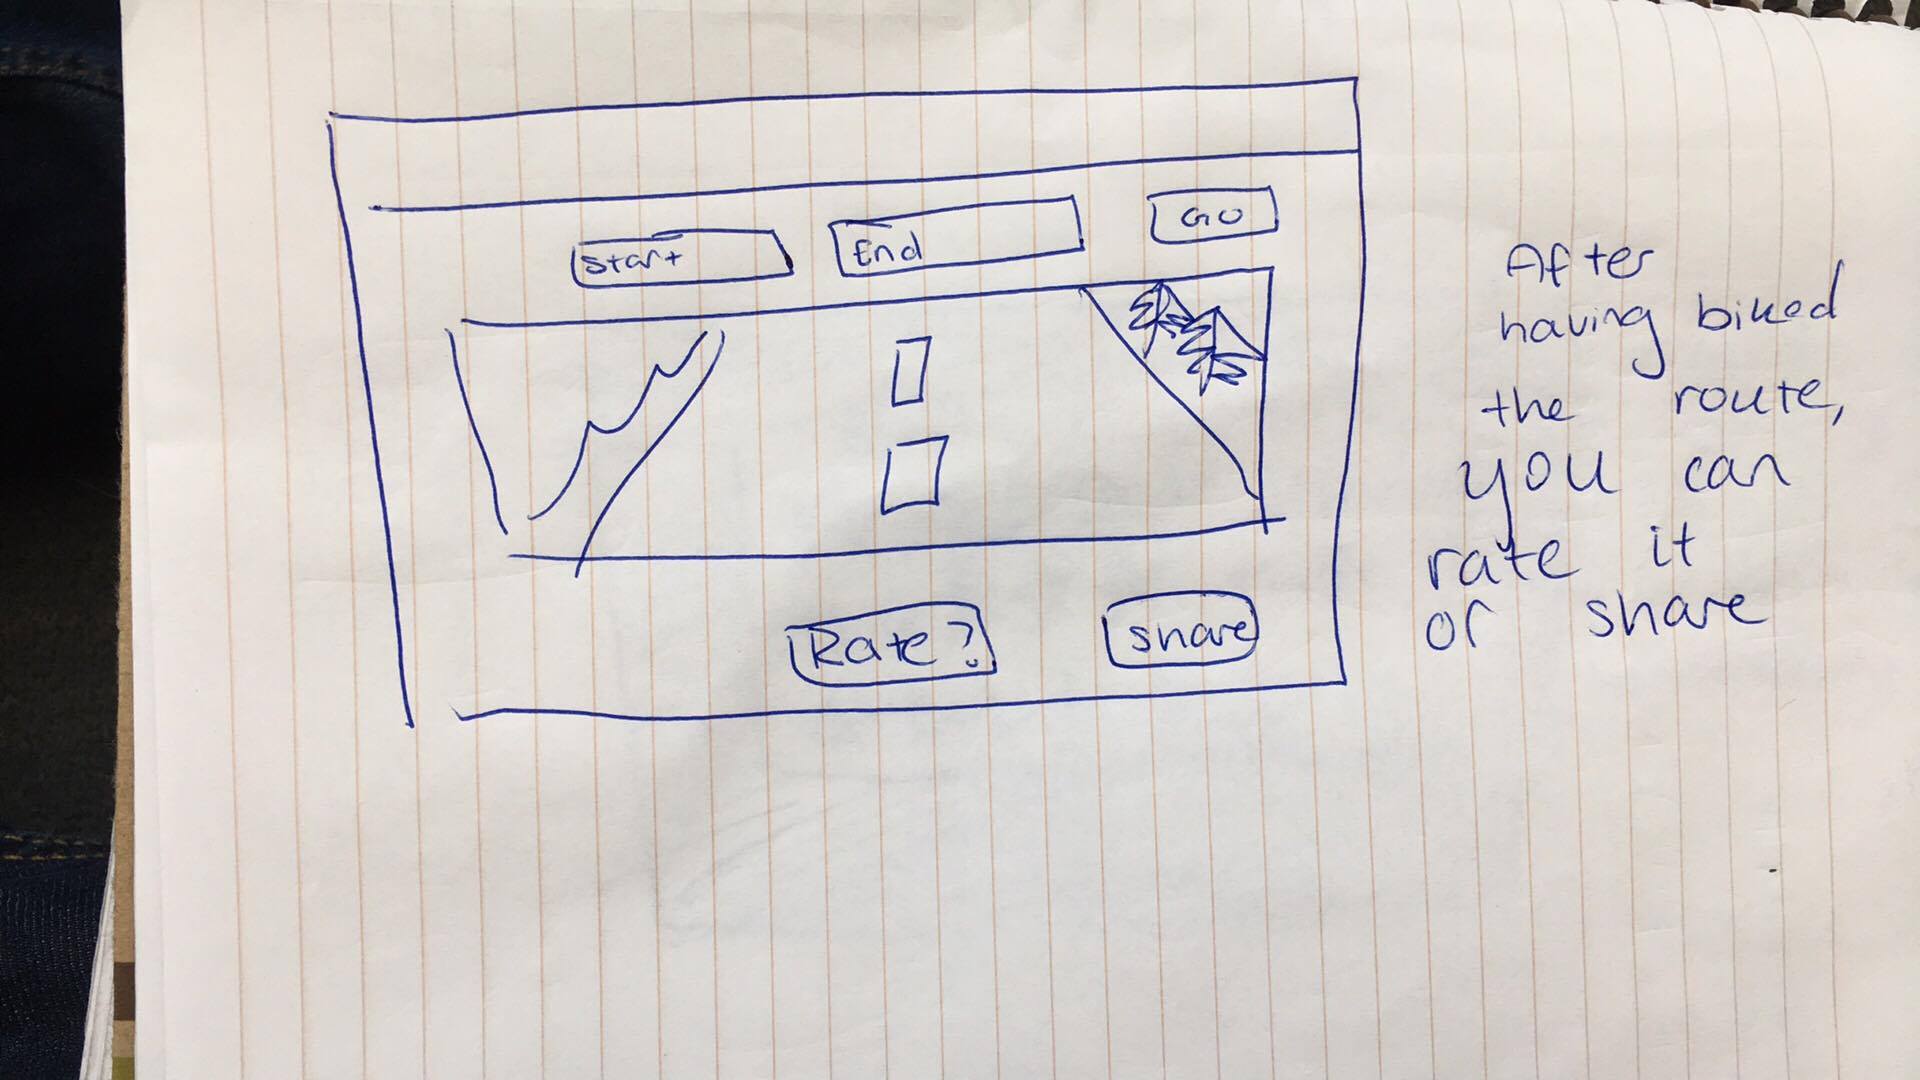 Start
End
GO
Rate?
Share
After
having biked
the route,
you can
rate it
or share